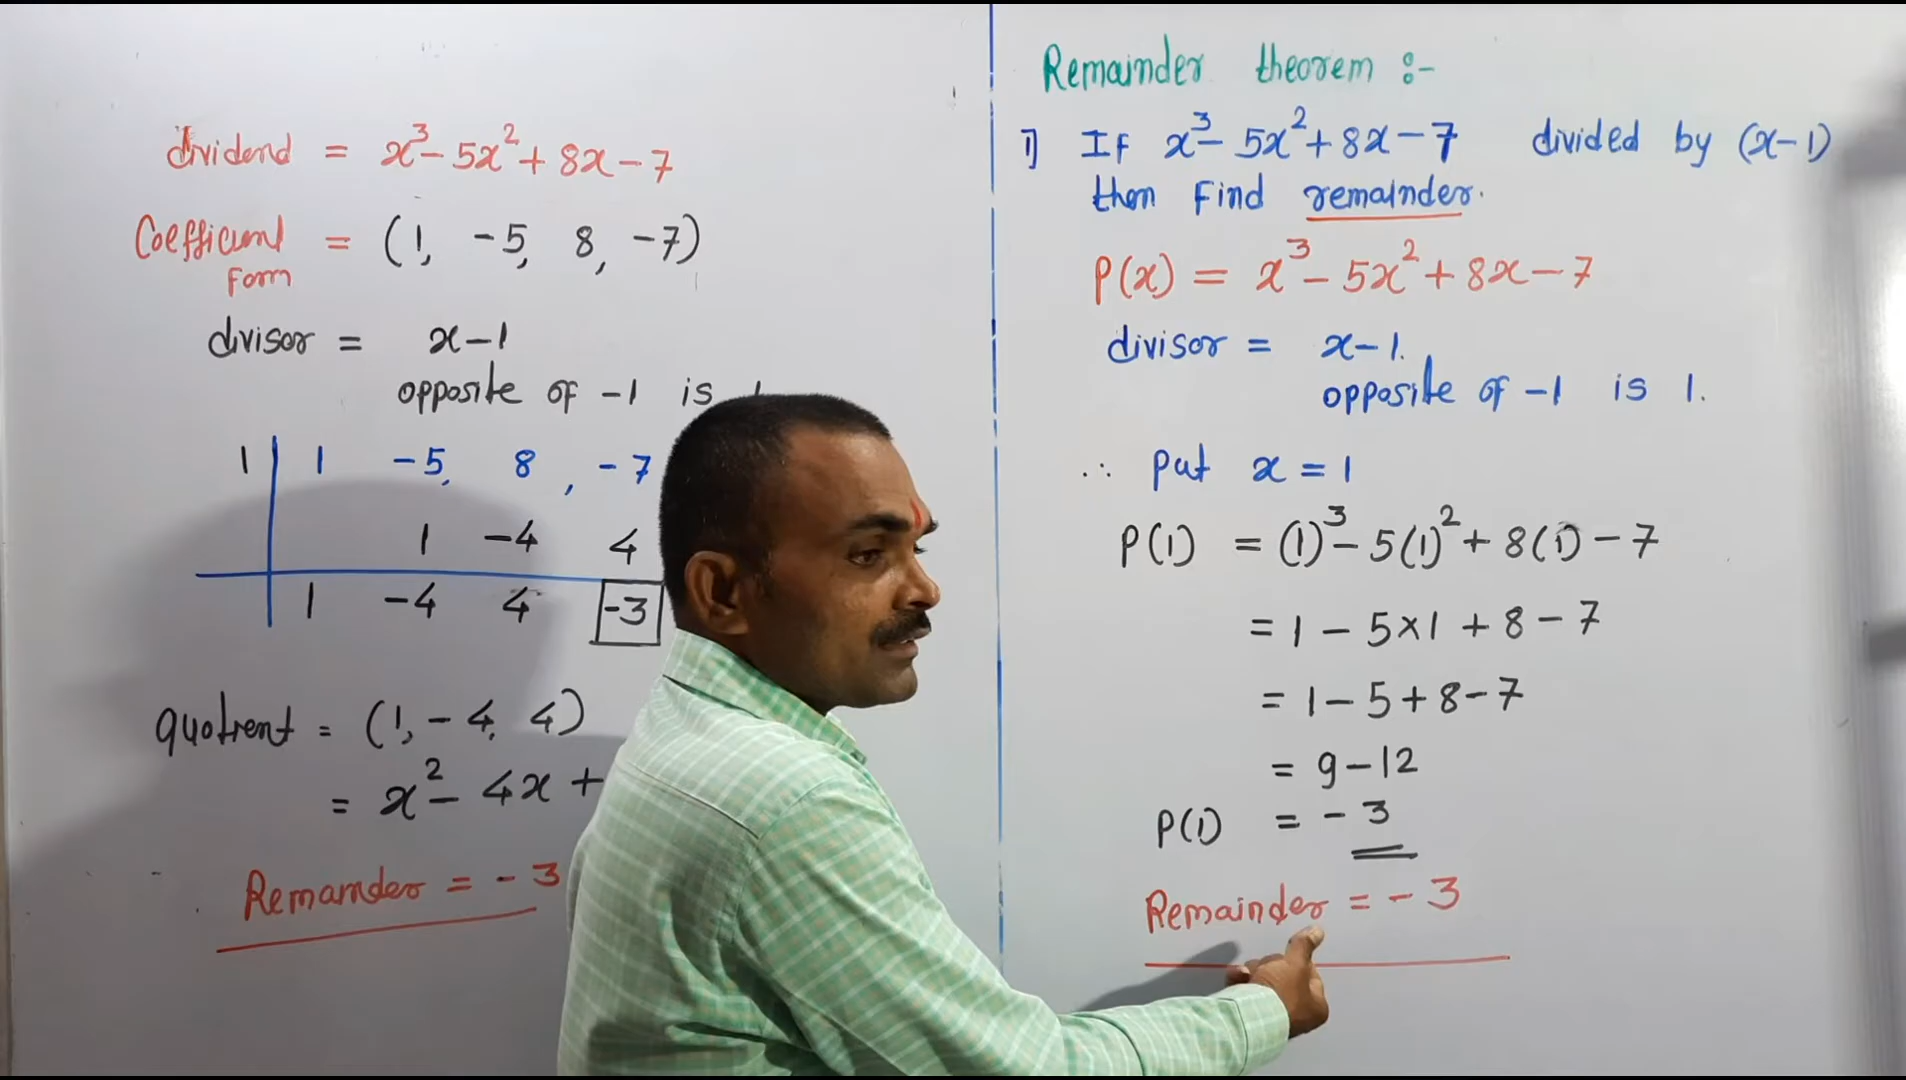 dividend = x³ - 5x² + 8x - 7
Coefficient = (1, -5, 8, -7)
Form
divisor = x - 1
opposite of -1 is
1 | 1 -5, 8, -7
1 -4 4
1 -4 4 -3
quotient = (1, -4, 4)
= x² - 4x +
Remainder = -3
Remainder theorem :-
1] If x³ - 5x² + 8x - 7 divided by (x-1)
then Find remainder.
P(x) = x³ - 5x² + 8x - 7
divisor = x - 1.
opposite of -1 is 1.
∴ put x = 1
P(1) = (1)³ - 5(1)² + 8(1) - 7
= 1 - 5×1 + 8 - 7
= 1 - 5 + 8 - 7
= 9 - 12
P(1) = -3
Remainder = -3